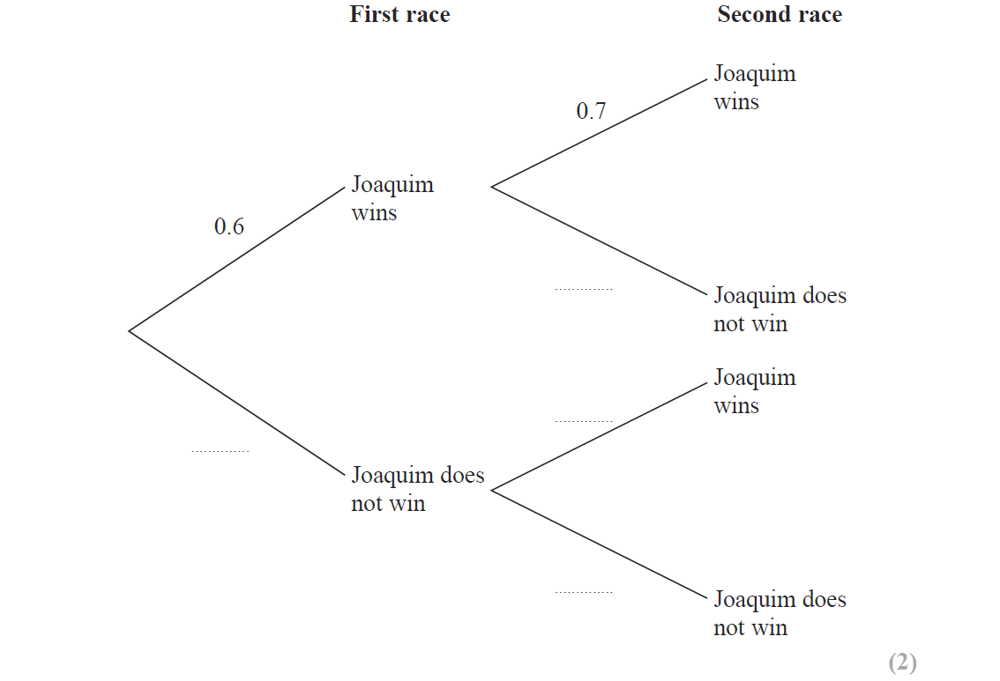 First race
Second race
Joaquim
wins
0.7
Joaquim
wins
0.6
..............
Joaquim does
not win
Joaquim
wins
..............
..............
Joaquim does
not win
..............
Joaquim does
not win
(2)